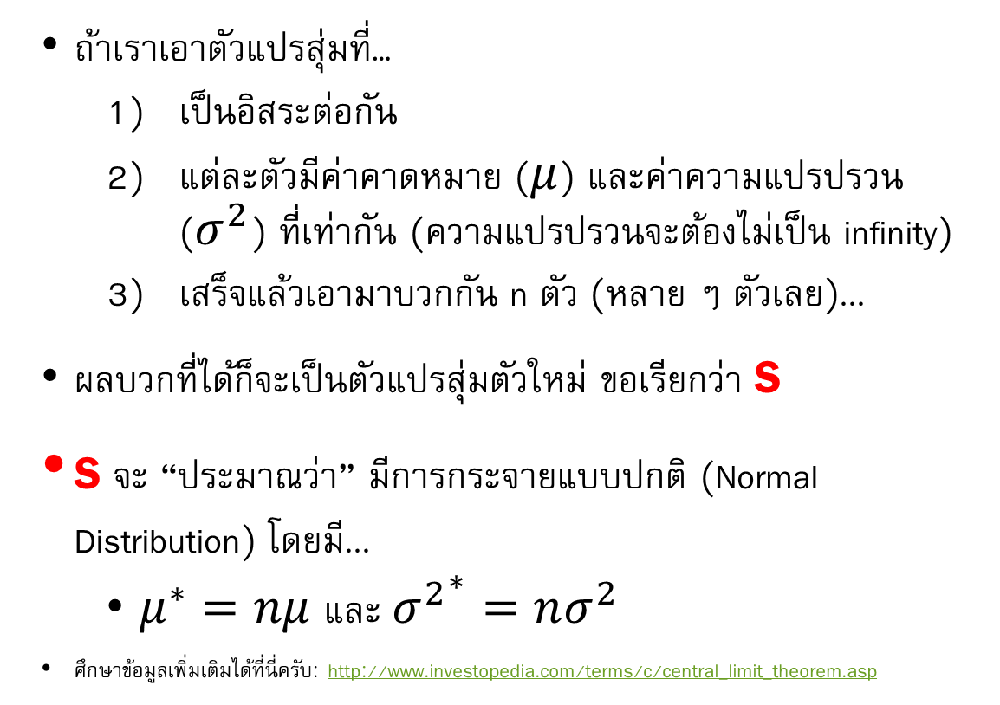 • ถ้าเราเอาตัวแปรสุ่มที่...
1) เป็นอิสระต่อกัน
2) แต่ละตัวมีค่าคาดหมาย (μ) และค่าความแปรปรวน
(σ²) ที่เท่ากัน (ความแปรปรวนจะต้องไม่เป็น infinity)
3) เสร็จแล้วเอามาบวกกัน n ตัว (หลาย ๆ ตัวเลย)...
• ผลบวกที่ได้ก็จะเป็นตัวแปรสุ่มตัวใหม่ ขอเรียกว่า S
• S จะ “ประมาณว่า” มีการกระจายแบบปกติ (Normal
Distribution) โดยมี...
• μ* = nμ และ σ²* = nσ²
• ศึกษาข้อมูลเพิ่มเติมได้ที่นี่ครับ: http://www.investopedia.com/terms/c/central_limit_theorem.asp